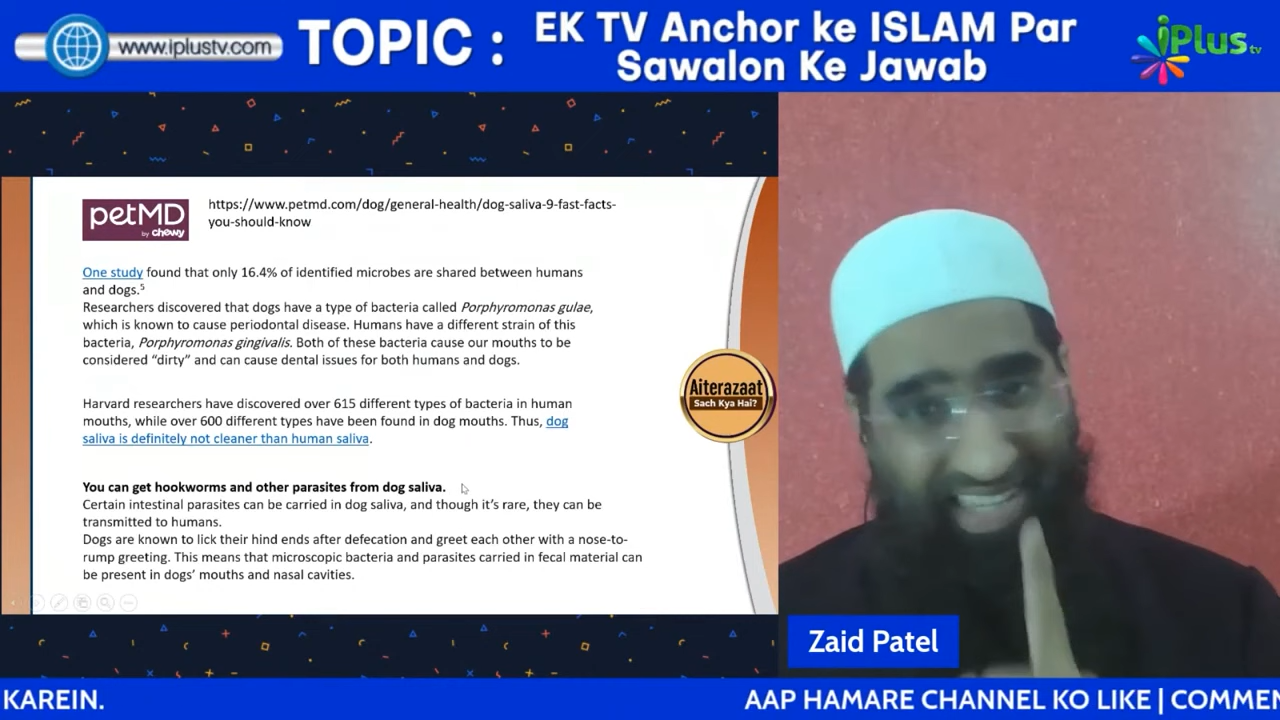 www.iplustv.com
TOPIC :
EK TV Anchor ke ISLAM Par
Sawalon Ke Jawab
iPlus tv
petMD
by chewy
https://www.petmd.com/dog/general-health/dog-saliva-9-fast-facts-
you-should-know
One study found that only 16.4% of identified microbes are shared between humans
and dogs.⁵
Researchers discovered that dogs have a type of bacteria called Porphyromonas gulae,
which is known to cause periodontal disease. Humans have a different strain of this
bacteria, Porphyromonas gingivalis. Both of these bacteria cause our mouths to be
considered “dirty” and can cause dental issues for both humans and dogs.
Harvard researchers have discovered over 615 different types of bacteria in human
mouths, while over 600 different types have been found in dog mouths. Thus, dog
saliva is definitely not cleaner than human saliva.
You can get hookworms and other parasites from dog saliva.
Certain intestinal parasites can be carried in dog saliva, and though it’s rare, they can be
transmitted to humans.
Dogs are known to lick their hind ends after defecation and greet each other with a nose-to-
rump greeting. This means that microscopic bacteria and parasites carried in fecal material can
be present in dogs’ mouths and nasal cavities.
Aiterazaat
Sach Kya Hai?
Zaid Patel
KAREIN.
AAP HAMARE CHANNEL KO LIKE | COMMEN